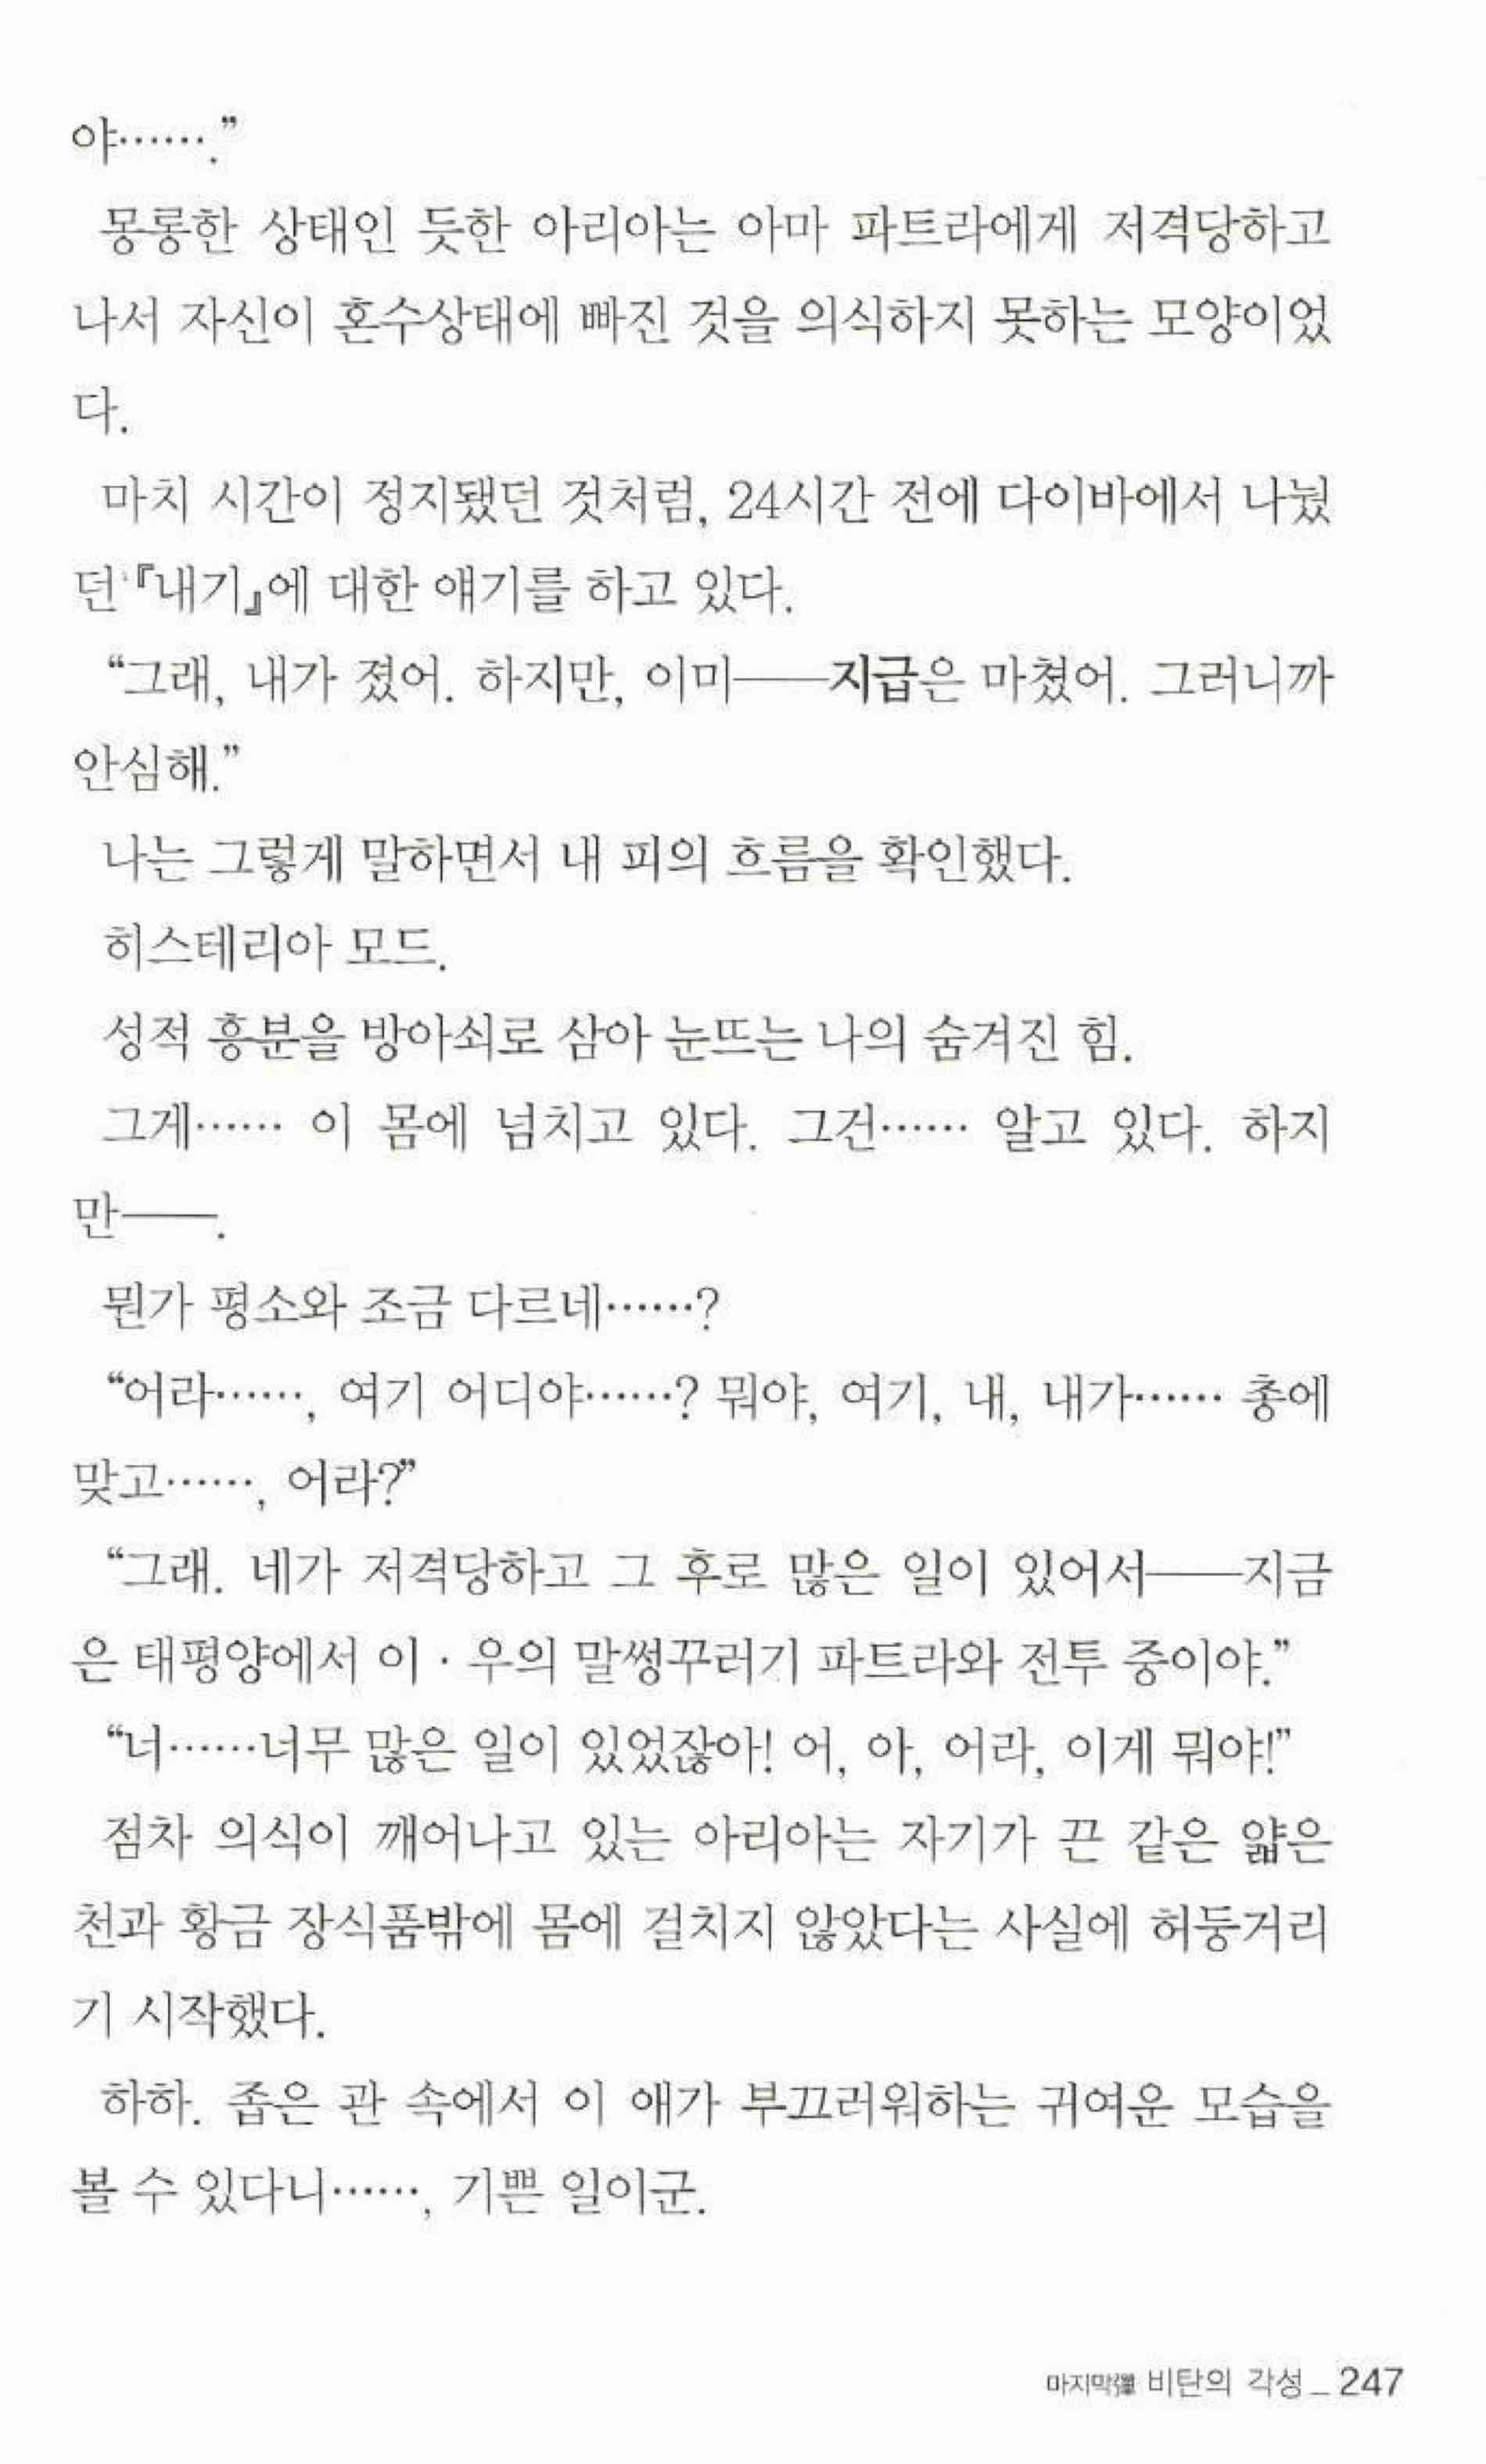 야…….”
몽롱한 상태인 듯한 아리아는 아마 파트라에게 저격당하고
나서 자신이 혼수상태에 빠진 것을 의식하지 못하는 모양이었
다.
마치 시간이 정지됐던 것처럼, 24시간 전에 다이바에서 나눴
던 『내기』에 대한 얘기를 하고 있다.
“그래, 내가 졌어. 하지만, 이미──지급은 마쳤어. 그러니까
안심해.”
나는 그렇게 말하면서 내 피의 흐름을 확인했다.
히스테리아 모드.
성적 흥분을 방아쇠로 삼아 눈뜨는 나의 숨겨진 힘.
그게…… 이 몸에 넘치고 있다. 그건…… 알고 있다. 하지
만──.
뭔가 평소와 조금 다르네……?
“어라……, 여기 어디야……? 뭐야, 여기, 내, 내가…… 총에
맞고……, 어라?”
“그래. 네가 저격당하고 그 후로 많은 일이 있어서──지금
은 태평양에서 이·우의 말썽꾸러기 파트라와 전투 중이야.”
“너……너무 많은 일이 있었잖아! 어, 아, 어라, 이게 뭐야!”
점차 의식이 깨어나고 있는 아리아는 자기가 끈 같은 얇은
천과 황금 장식품밖에 몸에 걸치지 않았다는 사실에 허둥거리
기 시작했다.
하하. 좁은 관 속에서 이 애가 부끄러워하는 귀여운 모습을
볼 수 있다니……, 기쁜 일이군.
마지막彈 비탄의 각성 _ 247